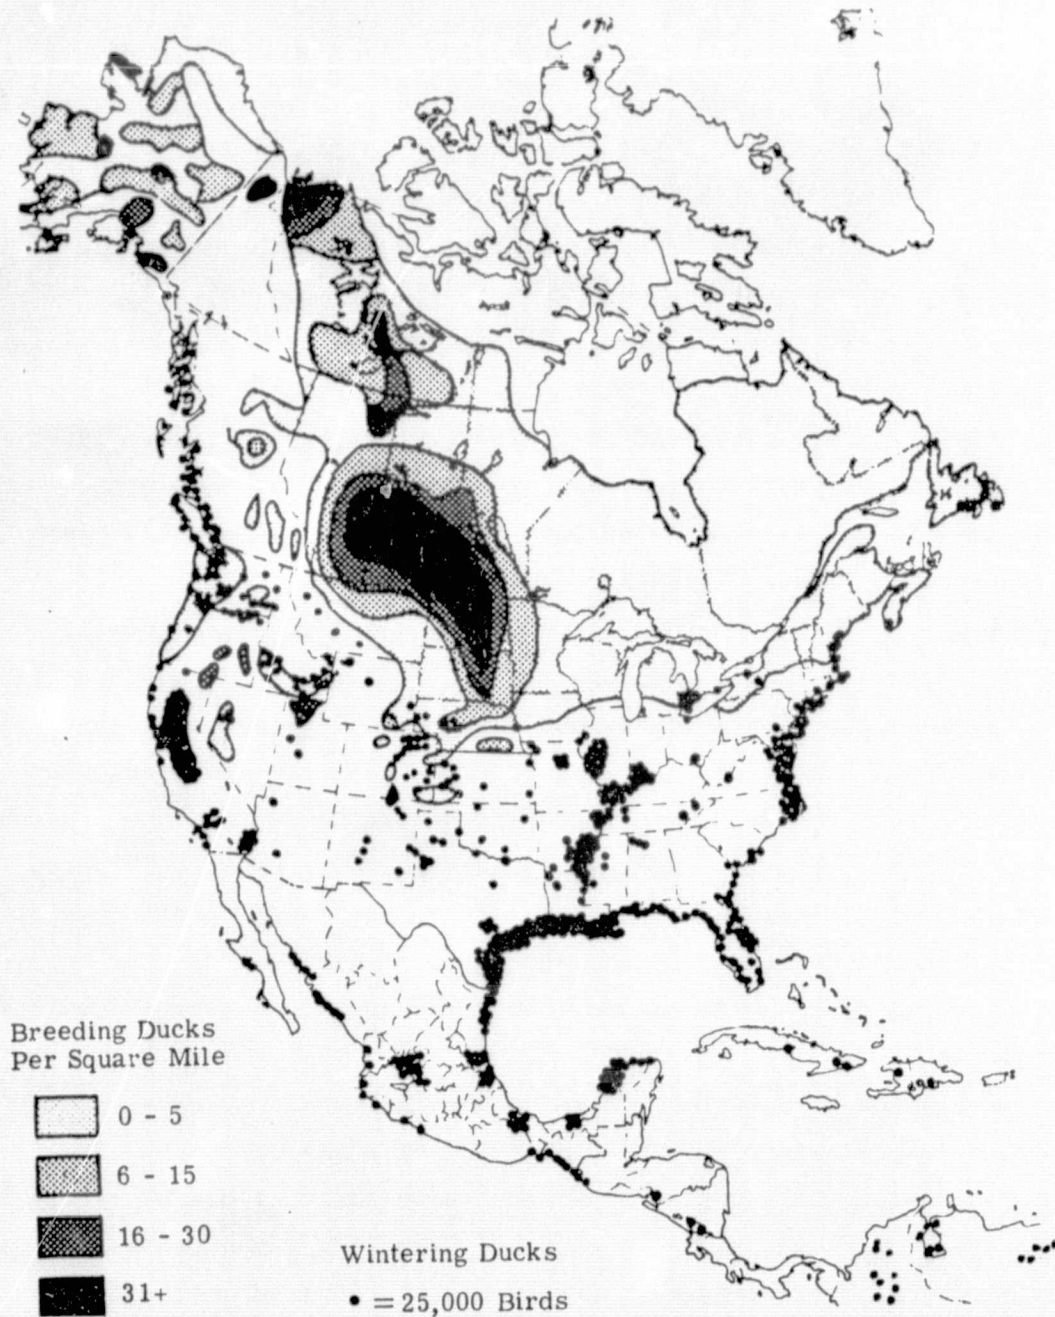 Breeding Ducks
Per Square Mile
0 - 5
6 - 15
16 - 30
31+
Wintering Ducks
• = 25,000 Birds